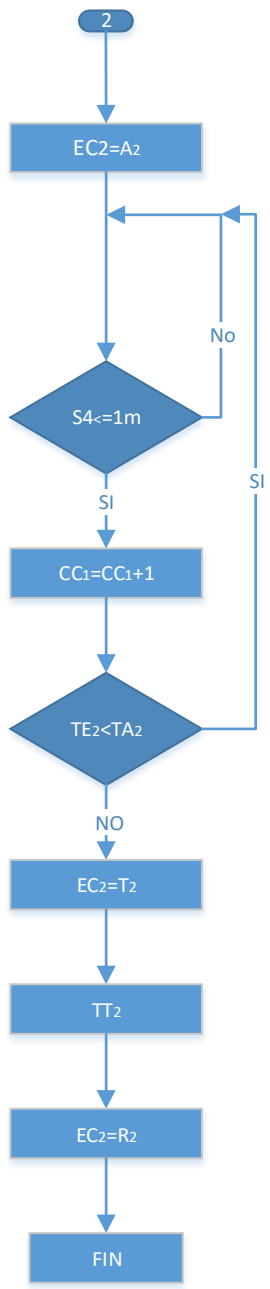 2
EC2=A₂
No
S4<=1m
SI
SI
CC₁=CC₁+1
TE₂<TA₂
NO
EC₂=T₂
TT₂
EC₂=R₂
FIN